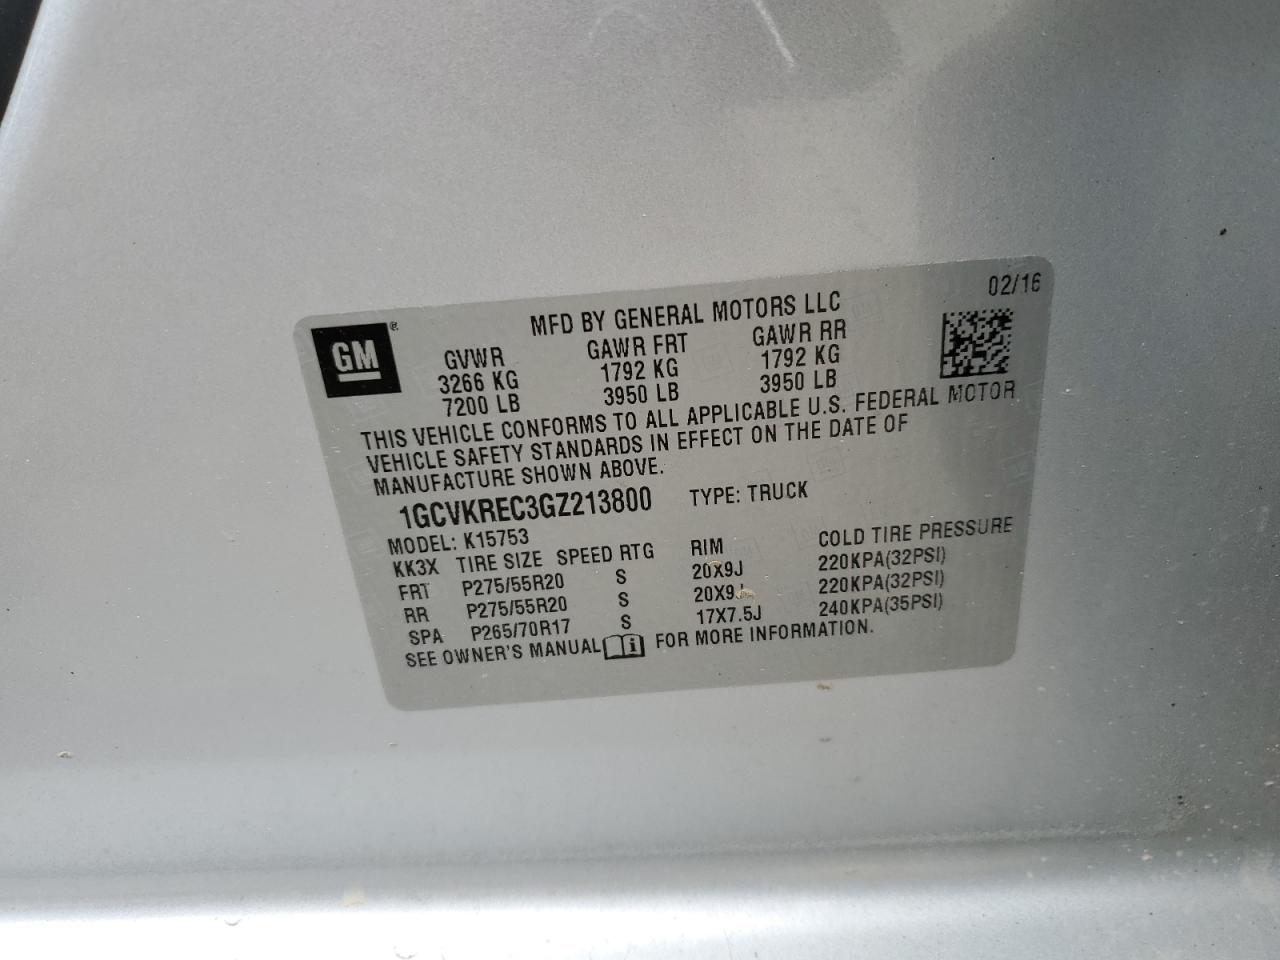 02/16
MFD BY GENERAL MOTORS LLC
GM ®
GVWR GAWR FRT GAWR RR
3266 KG 1792 KG 1792 KG
7200 LB 3950 LB 3950 LB
THIS VEHICLE CONFORMS TO ALL APPLICABLE U.S. FEDERAL MOTOR
VEHICLE SAFETY STANDARDS IN EFFECT ON THE DATE OF
MANUFACTURE SHOWN ABOVE.
1GCVKREC3GZ213800 TYPE: TRUCK
MODEL: K15753
KK3X TIRE SIZE SPEED RTG RIM COLD TIRE PRESSURE
FRT P275/55R20 S 20X9J 220KPA(32PSI)
RR P275/55R20 S 20X9J 220KPA(32PSI)
SPA P265/70R17 S 17X7.5J 240KPA(35PSI)
SEE OWNER'S MANUAL i FOR MORE INFORMATION.